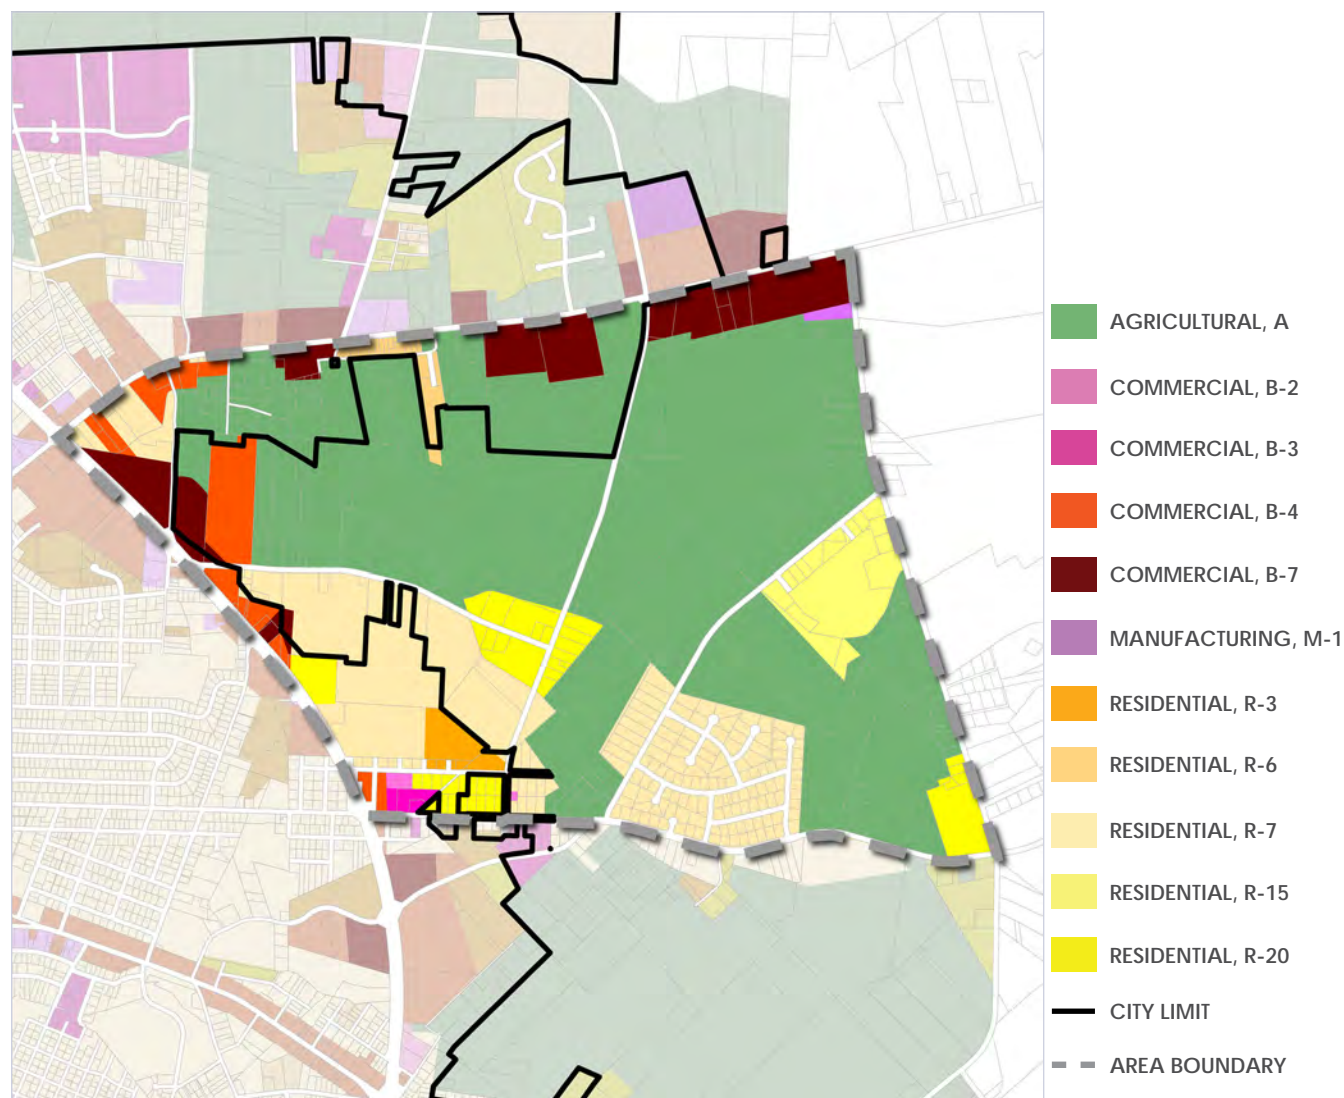 AGRICULTURAL, A
COMMERCIAL, B-2
COMMERCIAL, B-3
COMMERCIAL, B-4
COMMERCIAL, B-7
MANUFACTURING, M-1
RESIDENTIAL, R-3
RESIDENTIAL, R-6
RESIDENTIAL, R-7
RESIDENTIAL, R-15
RESIDENTIAL, R-20
CITY LIMIT
AREA BOUNDARY